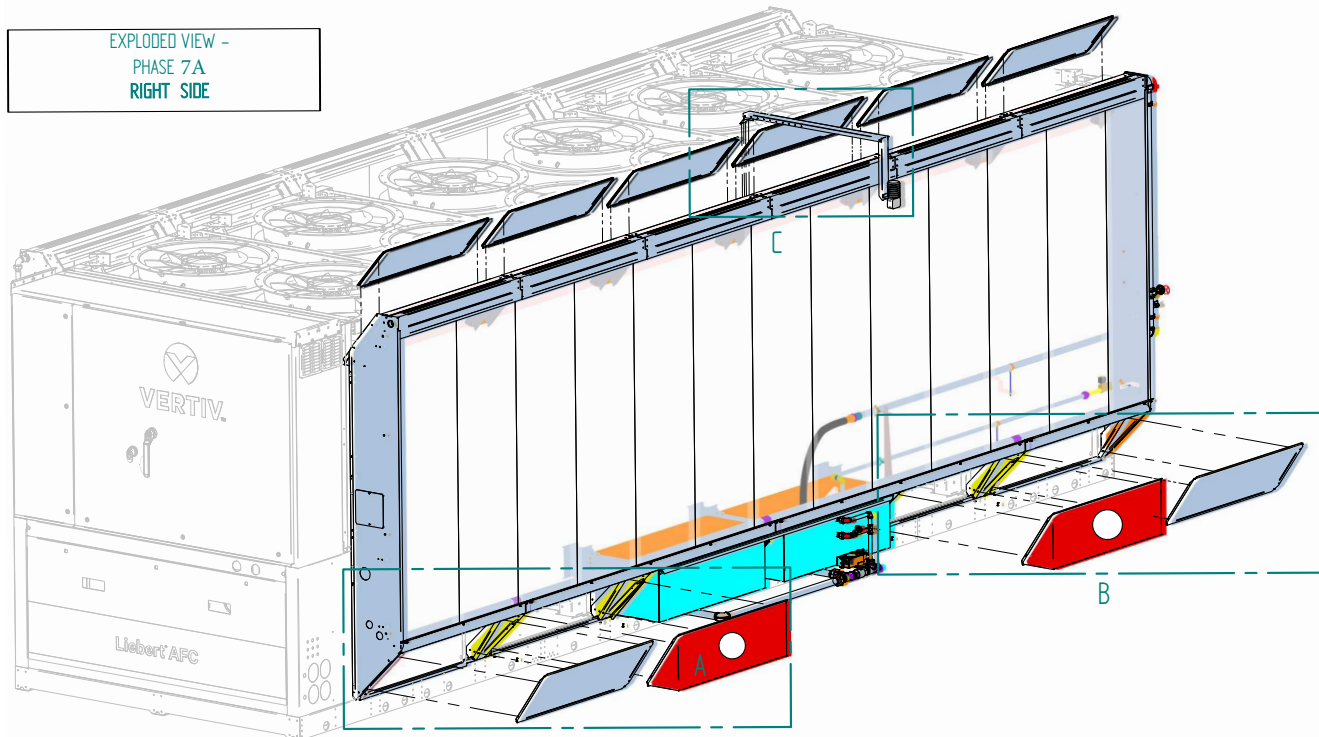 EXPLODED VIEW -
PHASE 7A
RIGHT SIDE
C
VERTIV
B
Liebert AFC
A